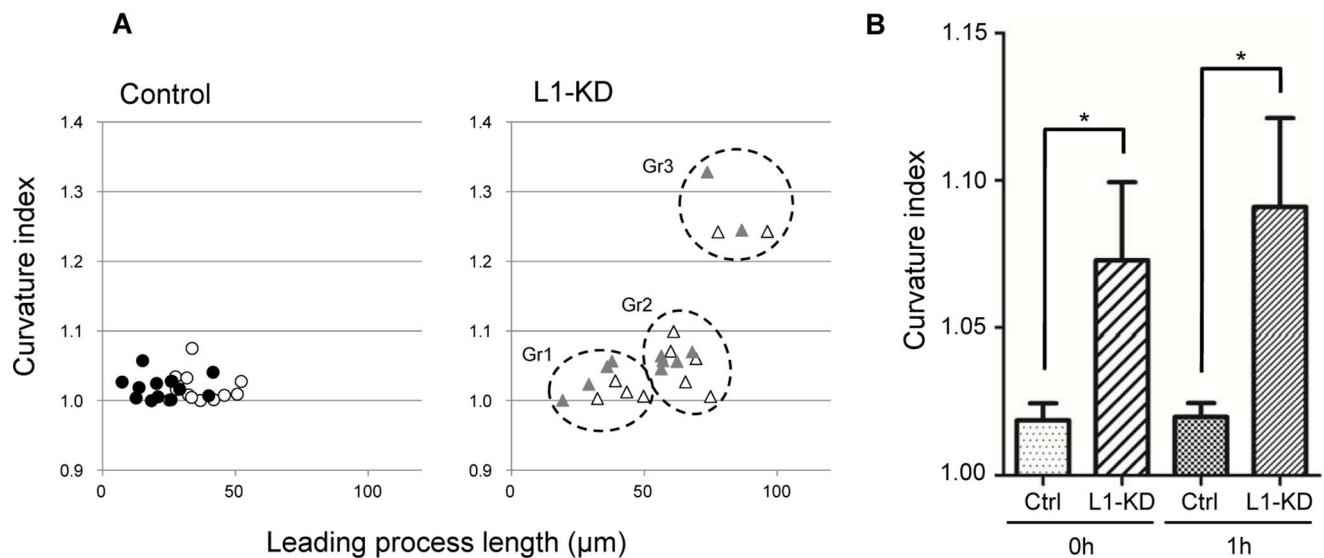 A
B
Control
L1-KD
Curvature index
1.4
1.3
1.2
1.1
1.0
0.9
0
50
100
1.4
1.3
1.2
1.1
1.0
0.9
Gr3
Gr2
Gr1
0
50
100
Leading process length (μm)
Curvature index
1.15
1.10
1.05
1.00
*
*
Ctrl L1-KD Ctrl L1-KD
0h 1h